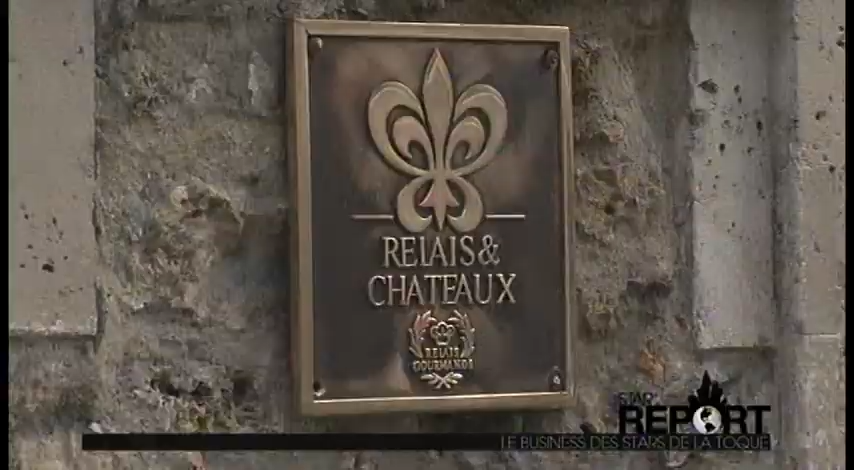 RELAIS &
CHATEAUX
RELAIS
GOURMANDS
STAR
REPORT
LE BUSINESS DES STARS DE LA TOQUE